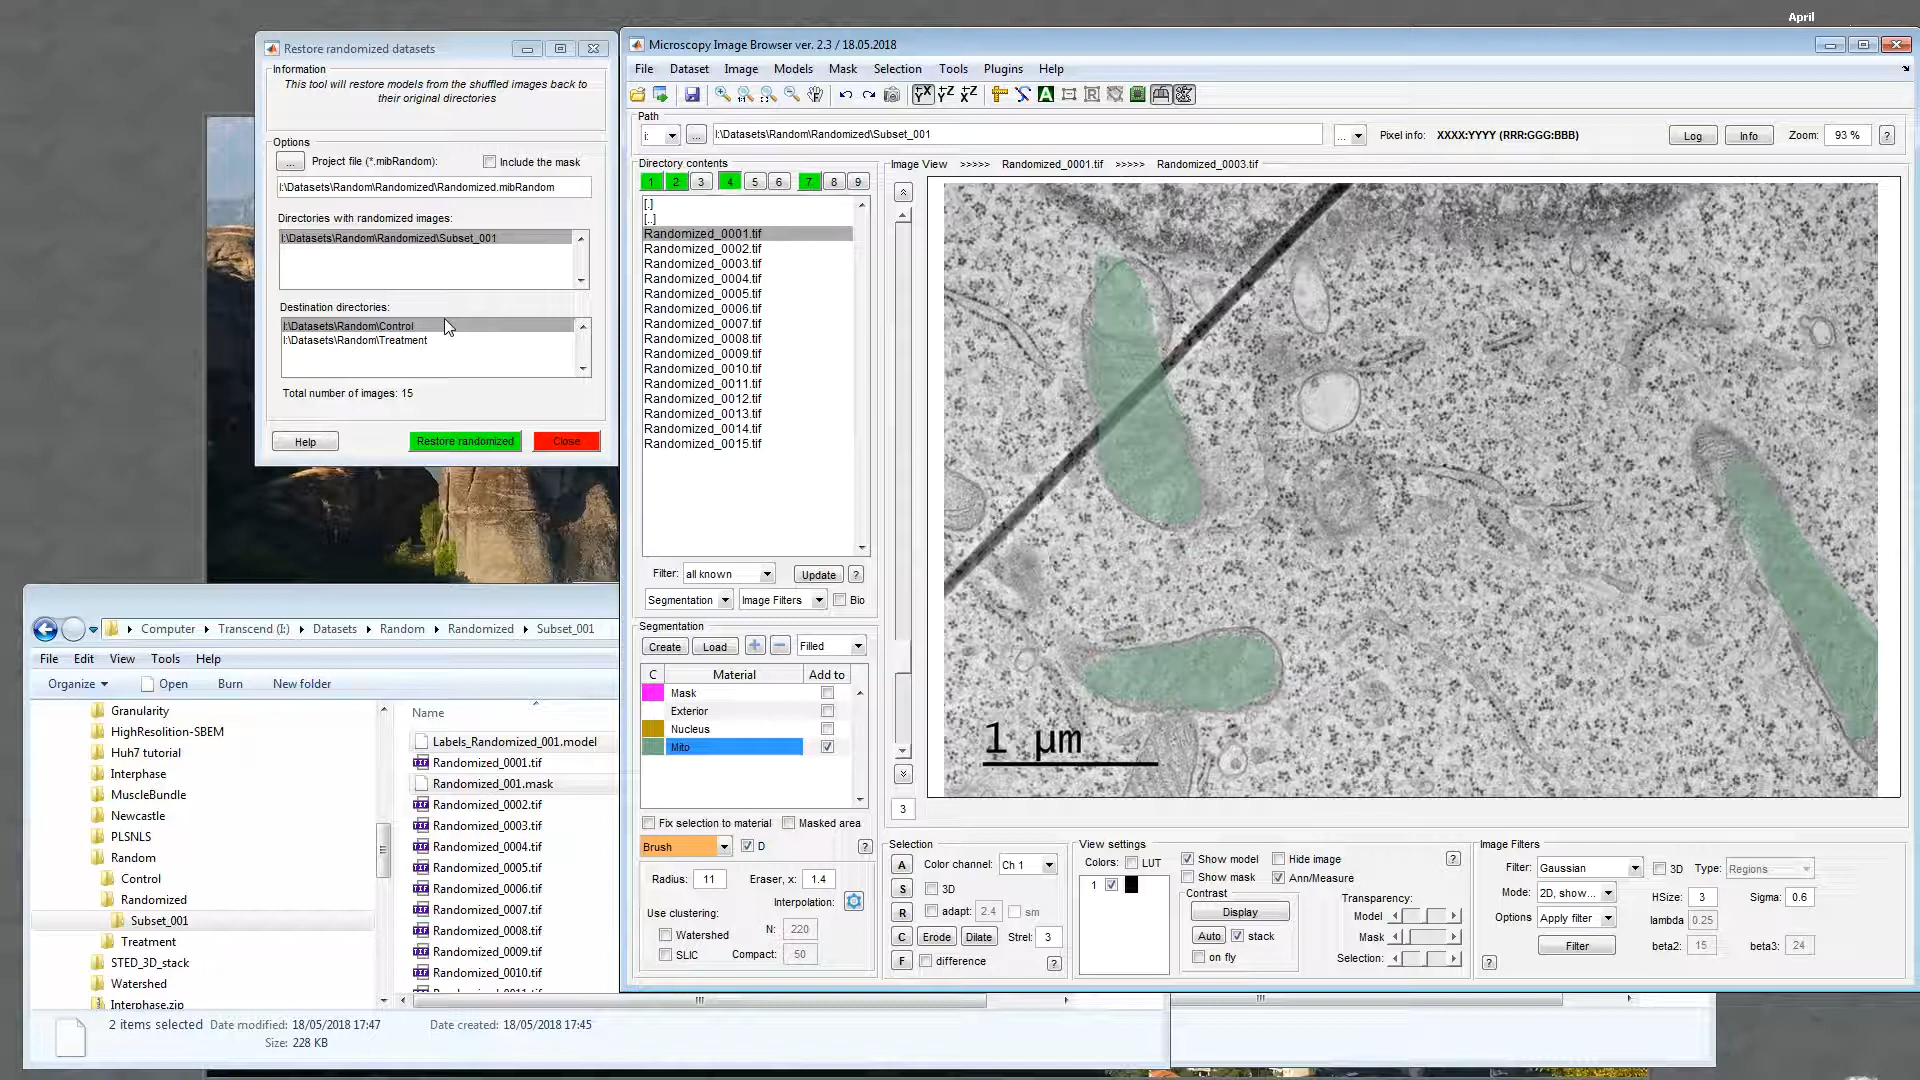 April
Restore randomized datasets
Information
This tool will restore models from the shuffled images back to
their original directories
Options
... Project file (*.mibRandom): Include the mask
I:\Datasets\Random\Randomized\Randomized.mibRandom
Directories with randomized images:
I:\Datasets\Random\Randomized\Subset_001
Destination directories:
I:\Datasets\Random\Control
I:\Datasets\Random\Treatment
Total number of images: 15
Help Restore randomized Close
Microscopy Image Browser ver. 2.3 / 18.05.2018
File Dataset Image Models Mask Selection Tools Plugins Help
Path
i: ... I:\Datasets\Random\Randomized\Subset_001 ... Pixel info: XXXX:YYYY (RRR:GGG:BBB) Log Info Zoom: 93 % ?
Directory contents
1 2 3 4 5 6 7 8 9
[.]
[..]
Randomized_0001.tif
Randomized_0002.tif
Randomized_0003.tif
Randomized_0004.tif
Randomized_0005.tif
Randomized_0006.tif
Randomized_0007.tif
Randomized_0008.tif
Randomized_0009.tif
Randomized_0010.tif
Randomized_0011.tif
Randomized_0012.tif
Randomized_0013.tif
Randomized_0014.tif
Randomized_0015.tif
Filter: all known Update ?
Segmentation Image Filters Bio
Image View >>>>> Randomized_0001.tif >>>>> Randomized_0003.tif
1 µm
3
Segmentation
Create Load + − Filled
C Material Add to
Mask
Exterior
Nucleus
Mito
Fix selection to material Masked area
Brush D ?
Radius: 11 Eraser, x: 1.4
Interpolation:
Use clustering:
Watershed N: 220
SLIC Compact: 50
Selection
A Color channel: Ch 1
S 3D
R adapt: 2.4 sm
C Erode Dilate Strel: 3
F difference ?
View settings
Colors: LUT Show model Hide image ?
1 Show mask Ann/Measure
Contrast
Display
Auto stack
on fly
Transparency:
Model
Mask
Selection:
Image Filters
Filter: Gaussian 3D Type: Regions
Mode: 2D, show... HSize: 3 Sigma: 0.6
Options Apply filter lambda 0.25
Filter beta2: 15 beta3: 24
?
Computer Transcend (I:) Datasets Random Randomized Subset_001
File Edit View Tools Help
Organize Open Burn New folder
Granularity
HighResolition-SBEM
Huh7 tutorial
Interphase
MuscleBundle
Newcastle
PLSNLS
Random
Control
Randomized
Subset_001
Treatment
STED_3D_stack
Watershed
Interphase.zip
Name
Labels_Randomized_001.model
Randomized_0001.tif
Randomized_001.mask
Randomized_0002.tif
Randomized_0003.tif
Randomized_0004.tif
Randomized_0005.tif
Randomized_0006.tif
Randomized_0007.tif
Randomized_0008.tif
Randomized_0009.tif
Randomized_0010.tif
Randomized_0011.tif
2 items selected Date modified: 18/05/2018 17:47 Date created: 18/05/2018 17:45
Size: 228 KB